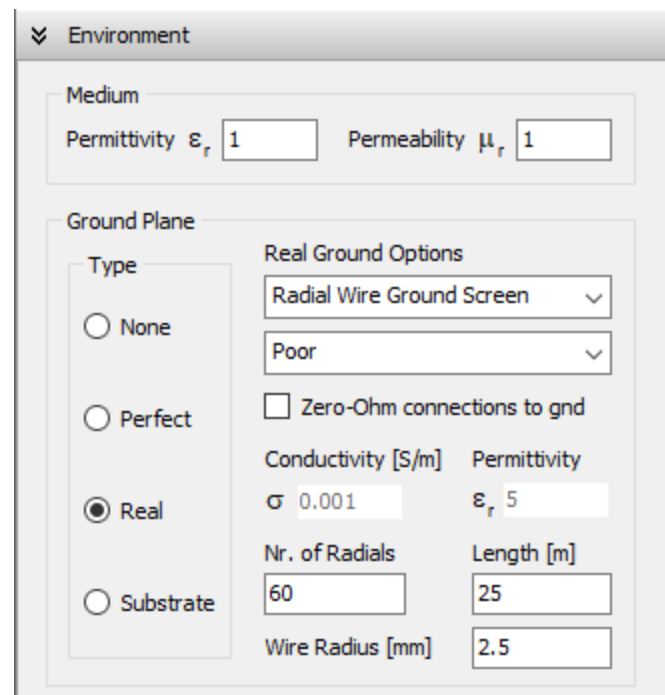 Environment
Medium
Permittivity εr 1 Permeability μr 1
Ground Plane
Type
None
Perfect
Real
Substrate
Real Ground Options
Radial Wire Ground Screen
Poor
Zero-Ohm connections to gnd
Conductivity [S/m] Permittivity
σ 0.001 εr 5
Nr. of Radials Length [m]
60 25
Wire Radius [mm] 2.5